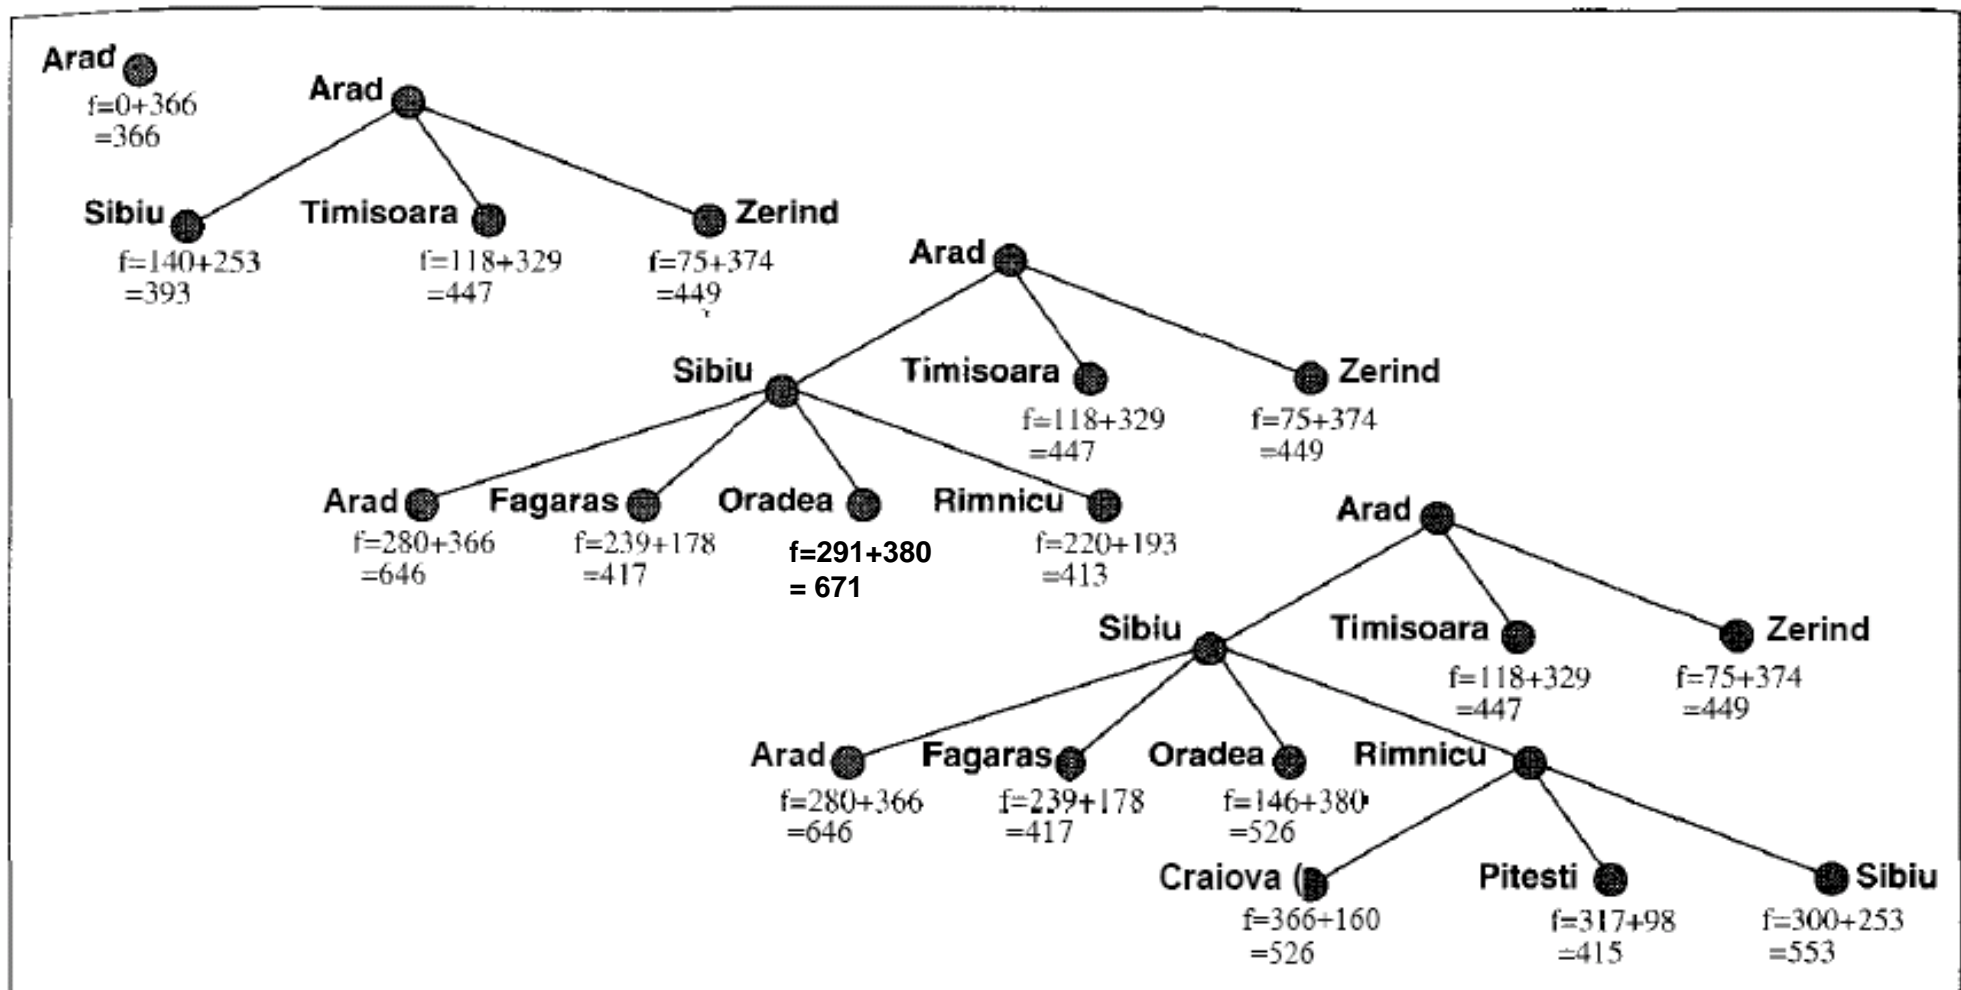 Arad
f=0+366
=366
Arad
Sibiu
f=140+253
=393
Timisoara
f=118+329
=447
Zerind
f=75+374
=449
Arad
Sibiu
Timisoara
f=118+329
=447
Zerind
f=75+374
=449
Arad
f=280+366
=646
Fagaras
f=239+178
=417
Oradea
f=291+380
= 671
Rimnicu
f=220+193
=413
Arad
Sibiu
Timisoara
f=118+329
=447
Zerind
f=75+374
=449
Arad
f=280+366
=646
Fagaras
f=239+178
=417
Oradea
f=146+380
=526
Rimnicu
Craiova
f=366+160
=526
Pitesti
f=317+98
=415
Sibiu
f=300+253
=553